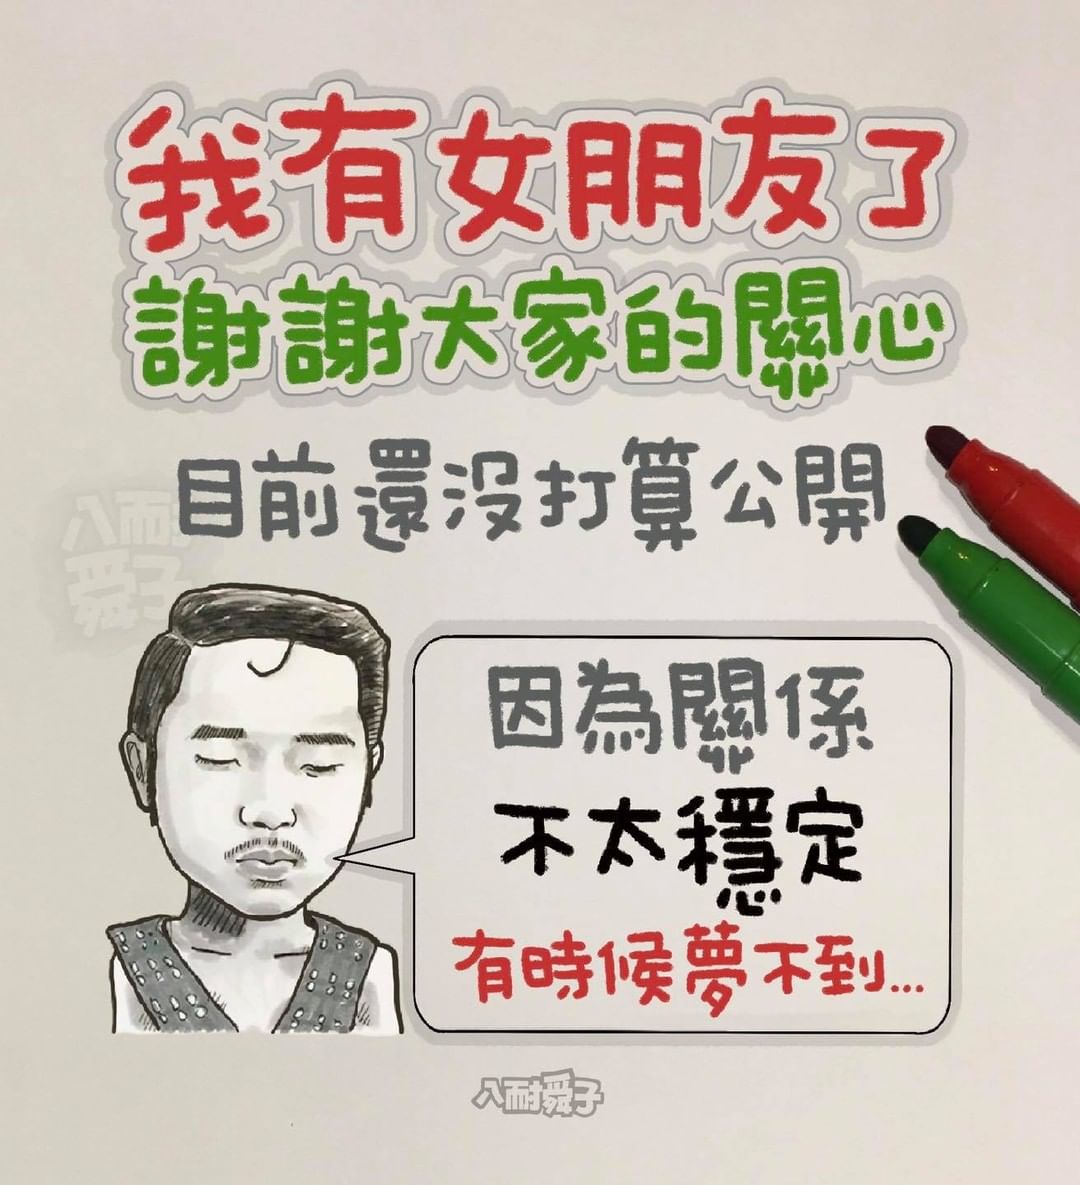 我有女朋友了
謝謝大家的關心
目前還沒打算公開
八耐
舜子
因為關係
不太穩定
有時候夢不到...
八耐舜子